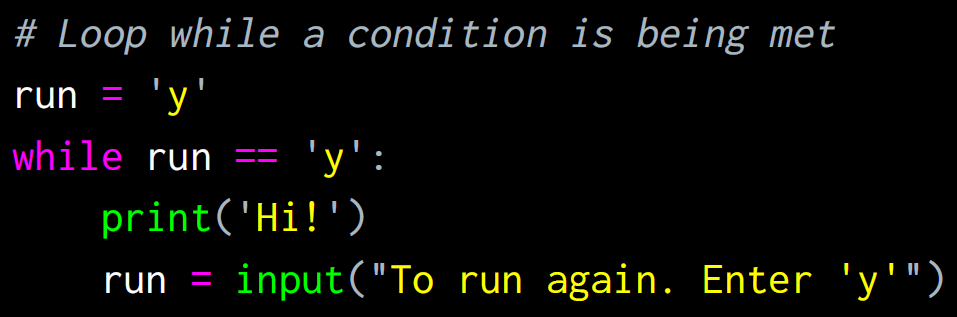 # Loop while a condition is being met
run = 'y'
while run == 'y':
    print('Hi!')
    run = input("To run again. Enter 'y'")